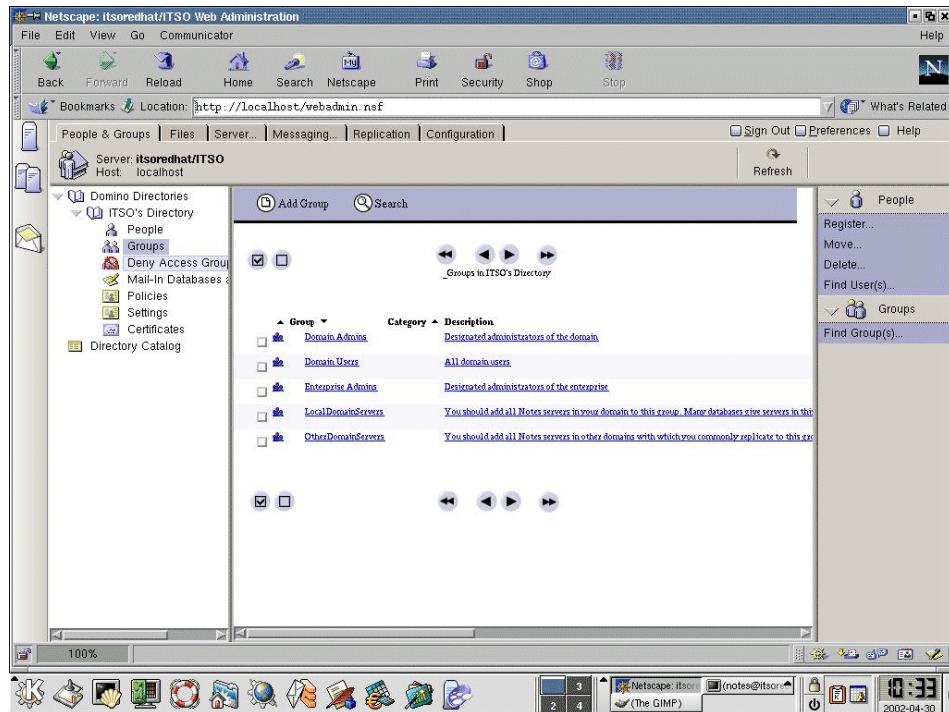 Netscape: itsoredhat/ITSO Web Administration
File Edit View Go Communicator Help
Back Forward Reload Home Search Netscape Print Security Shop Stop
My
N
Bookmarks Location: http://localhost/webadmin.nsf What's Related
People & Groups Files Server... Messaging... Replication Configuration Sign Out Preferences Help
Server: itsoredhat/ITSO
Host: localhost
Refresh
Domino Directories
ITSO's Directory
People
Groups
Deny Access Group
Mail-In Databases a
Policies
Settings
Certificates
Directory Catalog
Add Group Search
_Groups in ITSO's Directory
Group Category Description
Domain Admins Designated administrators of the domain
Domain Users All domain users
Enterprise Admins Designated administrators of the enterprise
LocalDomainServers You should add all Notes servers in your domain to this group. Many databases give servers in this
OtherDomainServers You should add all Notes servers in other domains with which you commonly replicate to this gro
People
Register...
Move...
Delete...
Find User(s)...
Groups
Find Group(s)...
100%
3
2 4
Netscape: itsore
(notes@itsore
(The GIMP)
10:33
2002-04-30